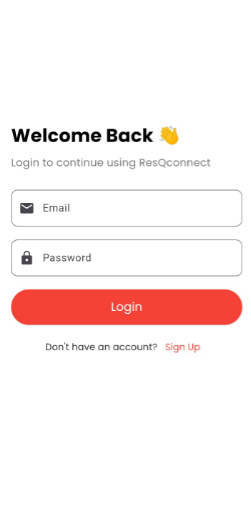 Welcome Back 👋
Login to continue using ResQconnect
Email
Password
Login
Don't have an account? Sign Up